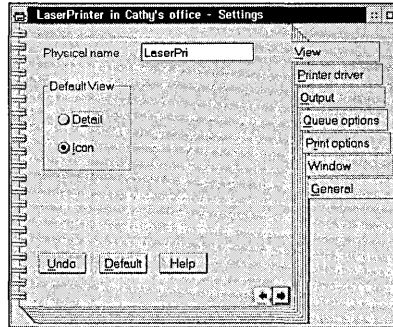 LaserPrinter in Cathy's office - Settings
Physical name LaserPri
Default View
Detail
Icon
View
Printer driver
Output
Queue options
Print options
Window
General
Undo Default Help